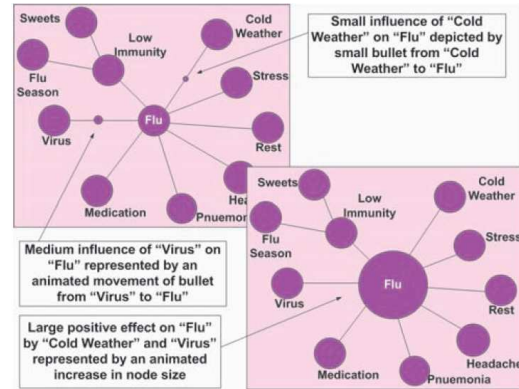 Sweets
Low
Immunity
Cold
Weather
Flu
Season
Stress
Flu
Virus
Rest
Medication
Pnuemonia
Hea
Small influence of “Cold
Weather” on “Flu” depicted by
small bullet from “Cold
Weather” to “Flu”
Medium influence of “Virus” on
“Flu” represented by an
animated movement of bullet
from “Virus” to “Flu”
Large positive effect on “Flu”
by “Cold Weather” and “Virus”
represented by an animated
increase in node size
Sweets
Low
Immunity
Cold
Weather
Flu
Season
Stress
Flu
Virus
Rest
Medication
Headache
Pnuemonia